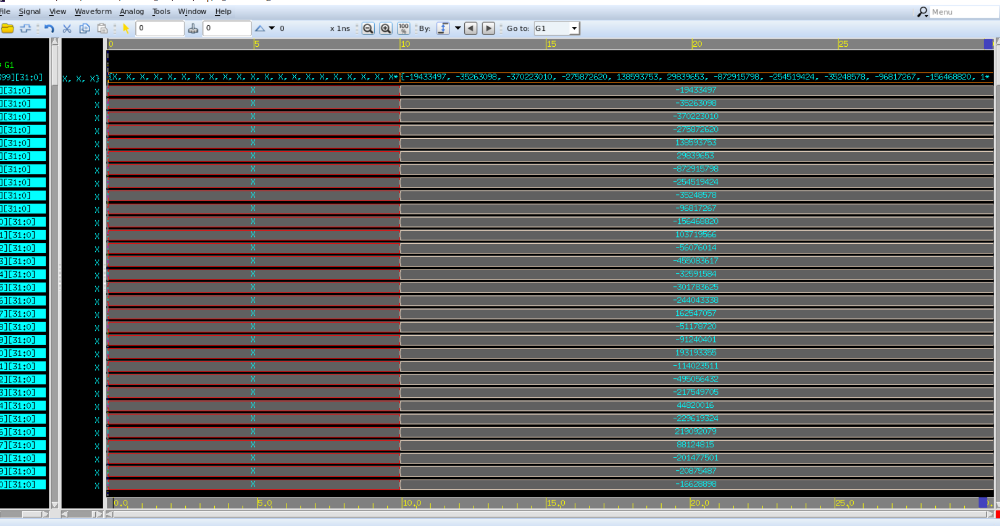 File Signal View Waveform Analog Tools Window Help Menu
0 0 0 x 1ns 100 % By: Go to: G1
0 5 10 15 20 25
G1
399][31:0] X, X, X} {X, X, X, X, X, X, X, X, X, X, X, X, X, X, X, X, X, X, X, X, X* {-19433497, -35263098, -370223010, -275872620, 138593753, 29839653, -872915798, -254519424, -35248578, -96817267, -156468820, 1*
][31:0] X X -19433497
][31:0] X X -35263098
][31:0] X X -370223010
][31:0] X X -275872620
][31:0] X X 138593753
][31:0] X X 29839653
][31:0] X X -872915798
][31:0] X X -254519424
][31:0] X X -35248578
][31:0] X X -96817267
0][31:0] X X -156468820
1][31:0] X X 103719566
2][31:0] X X -56076014
3][31:0] X X -455083617
4][31:0] X X -32591584
5][31:0] X X -301783625
6][31:0] X X -244043338
7][31:0] X X 162547057
8][31:0] X X -51178720
9][31:0] X X -91240401
0][31:0] X X 193193355
1][31:0] X X -114023511
2][31:0] X X -495056432
3][31:0] X X -217549705
4][31:0] X X 44820016
5][31:0] X X -229619324
6][31:0] X X 219092079
7][31:0] X X 88124815
8][31:0] X X -201477501
9][31:0] X X -20875487
0][31:0] X X -16628898
0.0 5.0 10.0 15.0 20.0 25.0